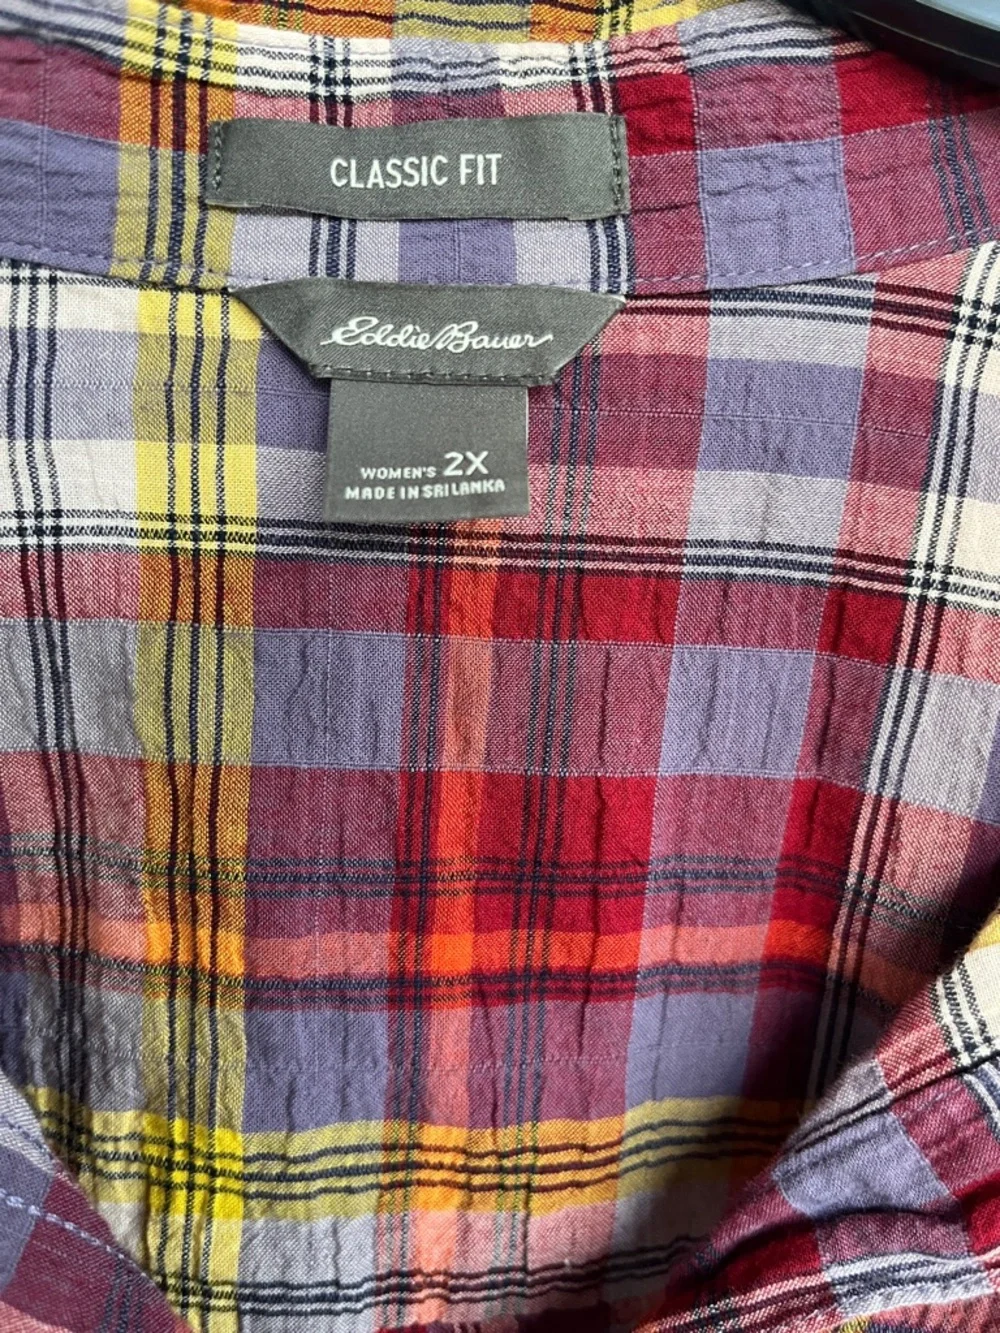 CLASSIC FIT
Eddie Bauer
WOMEN'S 2X
MADE IN SRI LANKA